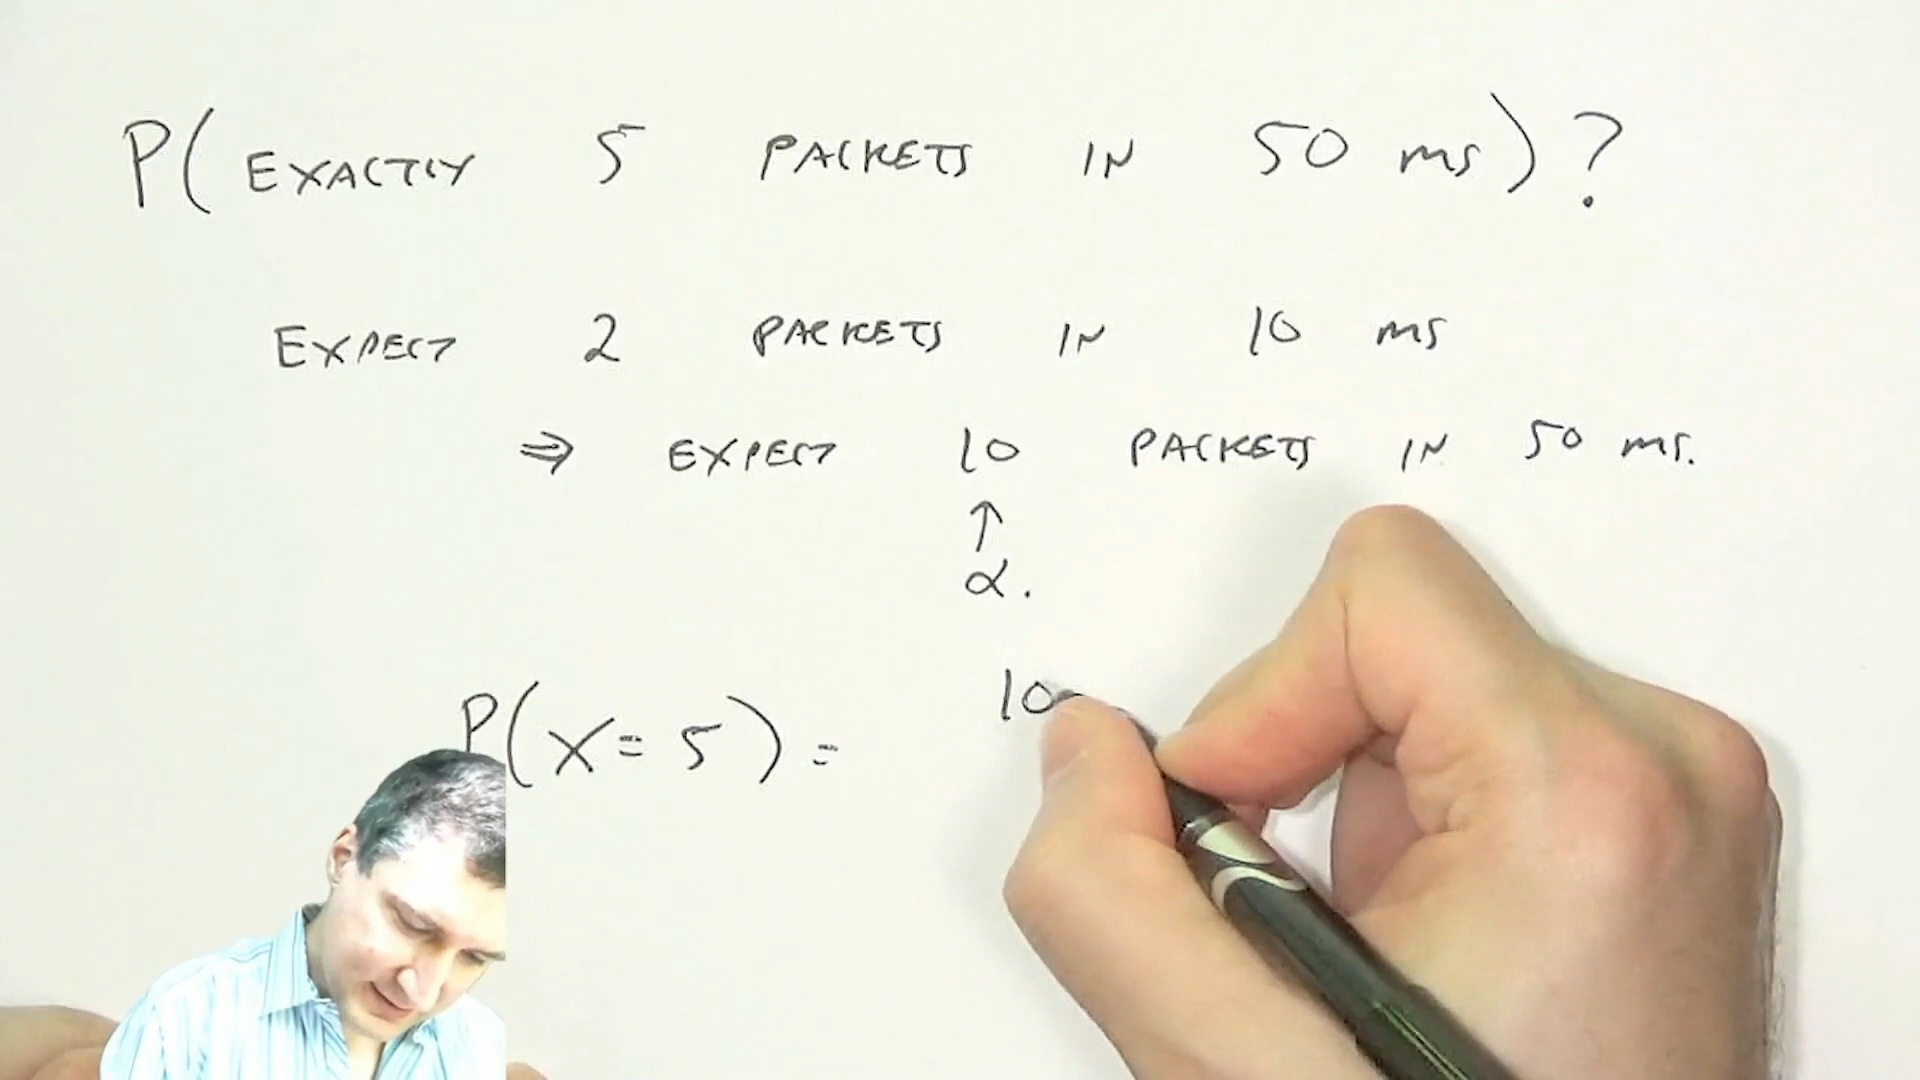 P( EXACTLY 5 PACKETS IN 50 ms )?
EXPECT 2 PACKETS IN 10 ms
⇒ EXPECT 10 PACKETS IN 50 ms.
↑
α.
P( X = 5 ) = 10